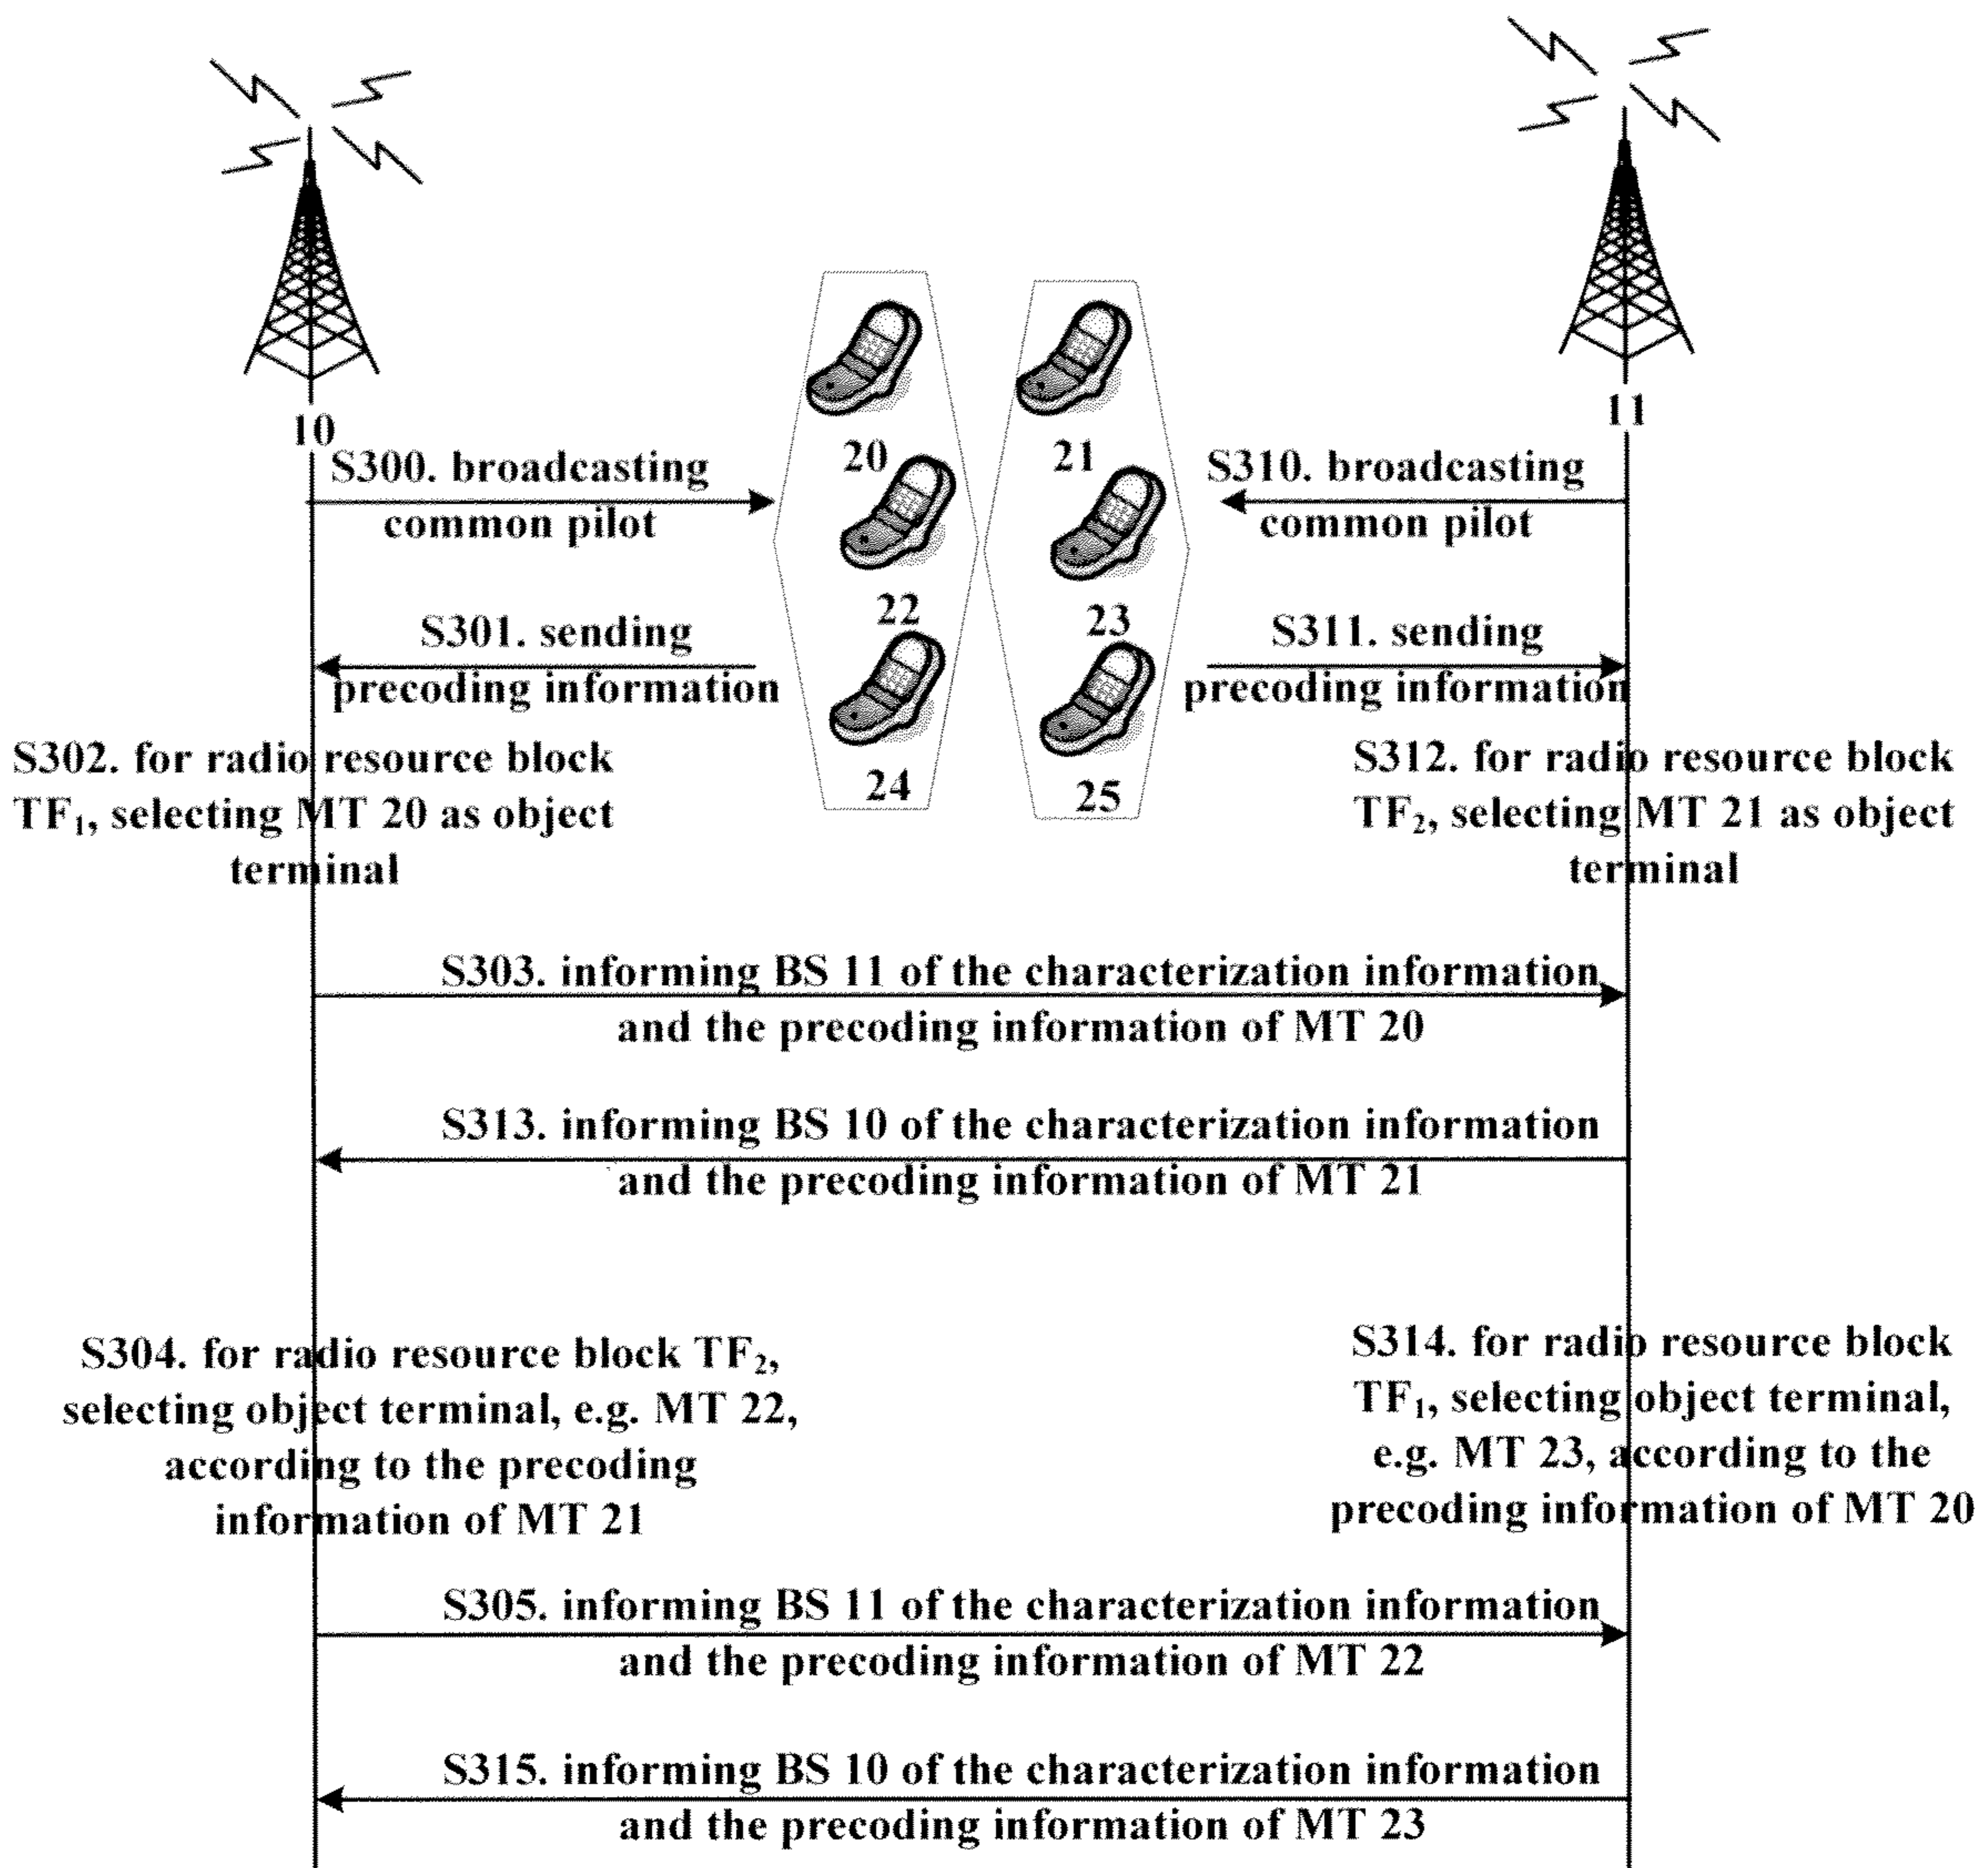 10
11
20
21
S300. broadcasting
common pilot
S310. broadcasting
common pilot
22
23
S301. sending
precoding information
S311. sending
precoding information
24
25
S302. for radio resource block
TF₁, selecting MT 20 as object
terminal
S312. for radio resource block
TF₂, selecting MT 21 as object
terminal
S303. informing BS 11 of the characterization information
and the precoding information of MT 20
S313. informing BS 10 of the characterization information
and the precoding information of MT 21
S304. for radio resource block TF₂,
selecting object terminal, e.g. MT 22,
according to the precoding
information of MT 21
S314. for radio resource block
TF₁, selecting object terminal,
e.g. MT 23, according to the
precoding information of MT 20
S305. informing BS 11 of the characterization information
and the precoding information of MT 22
S315. informing BS 10 of the characterization information
and the precoding information of MT 23